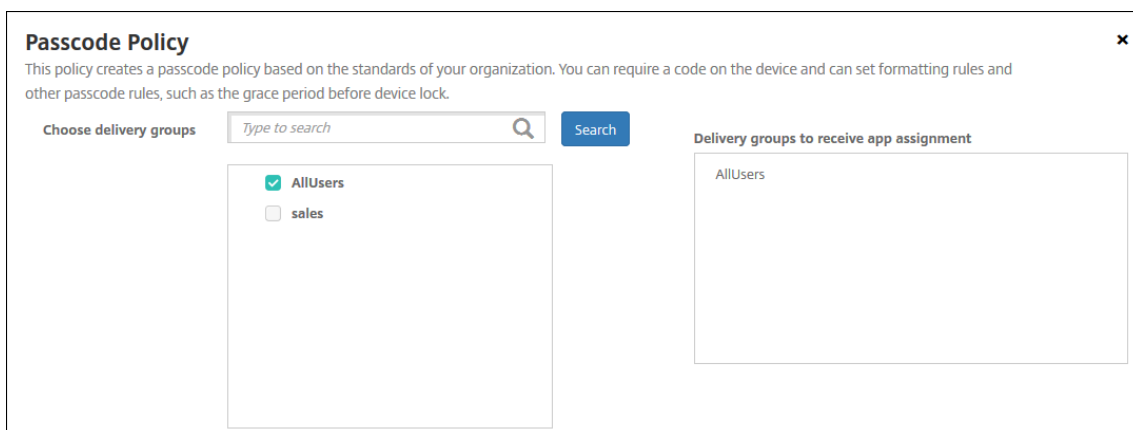 Passcode Policy
This policy creates a passcode policy based on the standards of your organization. You can require a code on the device and can set formatting rules and
other passcode rules, such as the grace period before device lock.
Choose delivery groups
Type to search
Search
AllUsers
sales
Delivery groups to receive app assignment
AllUsers